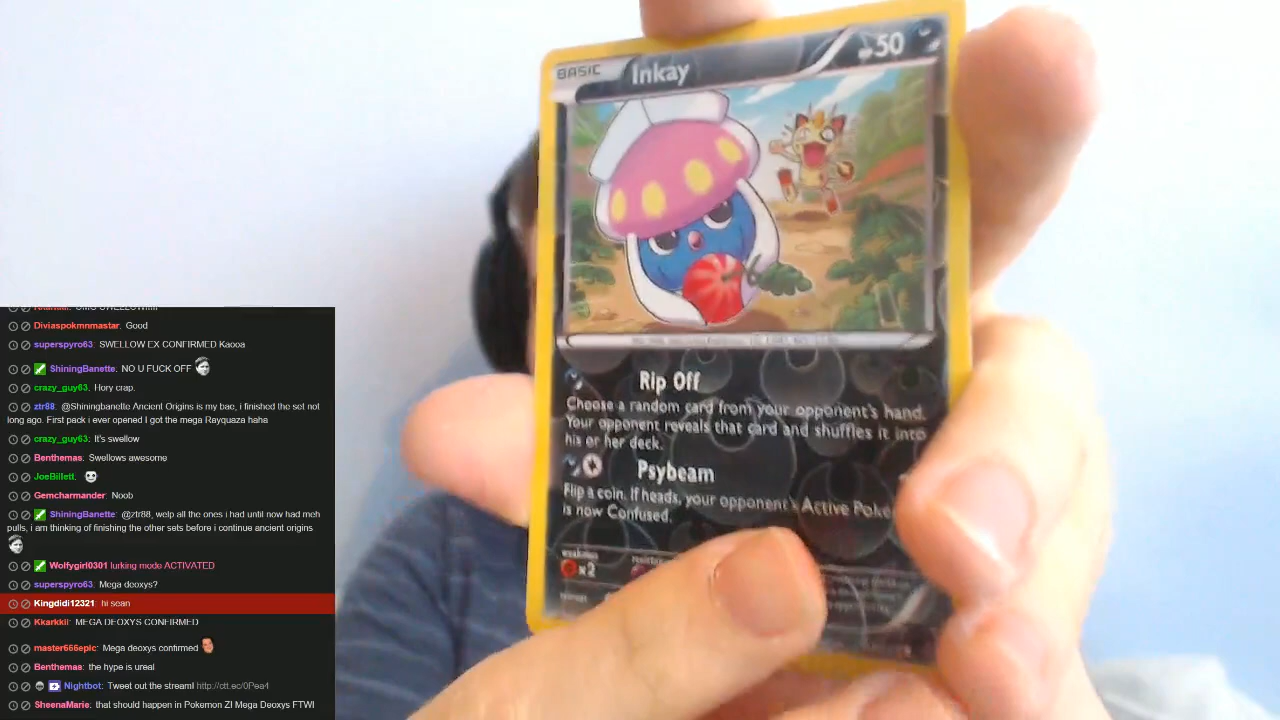 BASIC Inkay 50
Rip Off
Choose a random card from your opponent's hand.
Your opponent reveals that card and shuffles it into
his or her deck.
Psybeam
Flip a coin. If heads, your opponent's Active Poké
is now Confused.
weakness
x2
Diviaspokmnmastar: Good
superspyro63: SWELLOW EX CONFIRMED Kaooa
ShiningBanette: NO U FUCK OFF
crazy_guy63: Hory crap.
ztr88: @Shiningbanette Ancient Origins is my bae, i finished the set not
long ago. First pack i ever opened I got the mega Rayquaza haha
crazy_guy63: It's swellow
Benthemas: Swellows awesome
JoeBillett:
Gemcharmander: Noob
ShiningBanette: @ztr88, welp all the ones i had until now had meh
pulls, i am thinking of finishing the other sets before i continue ancient origins
Wolfygirl0301 lurking mode ACTIVATED
superspyro63: Mega deoxys?
Kingdidi12321: hi sean
Kkarkkii: MEGA DEOXYS CONFIRMED
master666epic: Mega deoxys confirmed
Benthemas: the hype is ureal
Nightbot: Tweet out the stream! http://ctt.ec/0Pea4
SheenaMarie: that should happen in Pokemon Z! Mega Deoxys FTW!